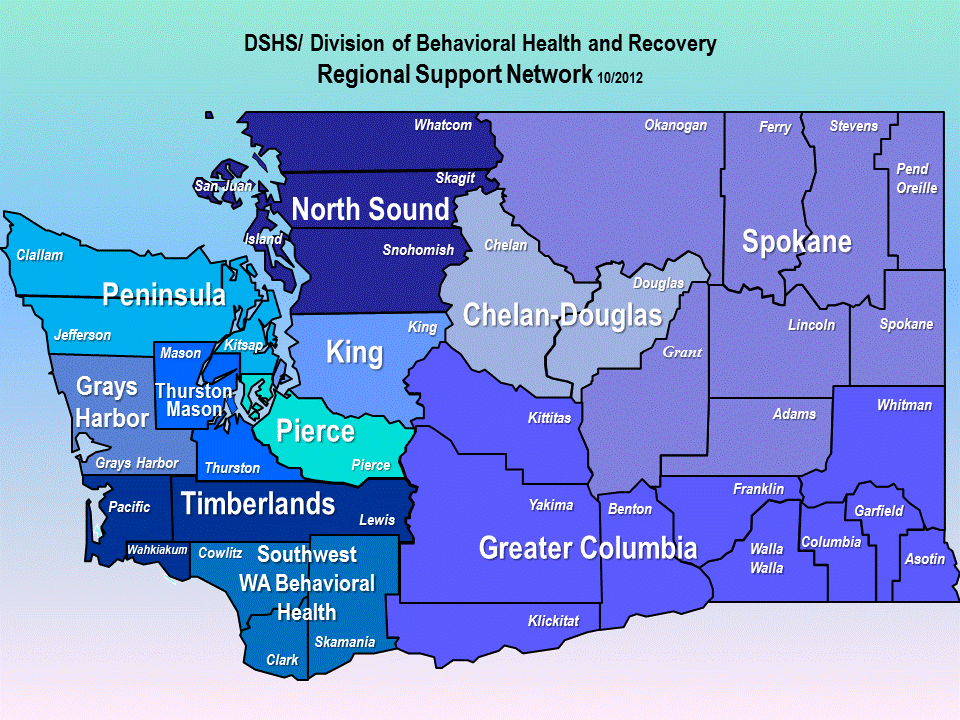 DSHS/ Division of Behavioral Health and Recovery
Regional Support Network 10/2012
Whatcom
Okanogan
Ferry
Stevens
Pend
Oreille
San Juan
Skagit
North Sound
Island
Snohomish
Chelan
Spokane
Clallam
Douglas
Peninsula
Chelan-Douglas
Jefferson
Kitsap
King
King
Lincoln
Spokane
Mason
Grant
Grays
Harbor
Thurston
Mason
Pierce
Kittitas
Adams
Whitman
Grays Harbor
Thurston
Pierce
Timberlands
Pacific
Lewis
Yakima
Benton
Franklin
Garfield
Wahkiakum
Cowlitz
Southwest
WA Behavioral
Health
Greater Columbia
Walla
Walla
Columbia
Asotin
Klickitat
Skamania
Clark